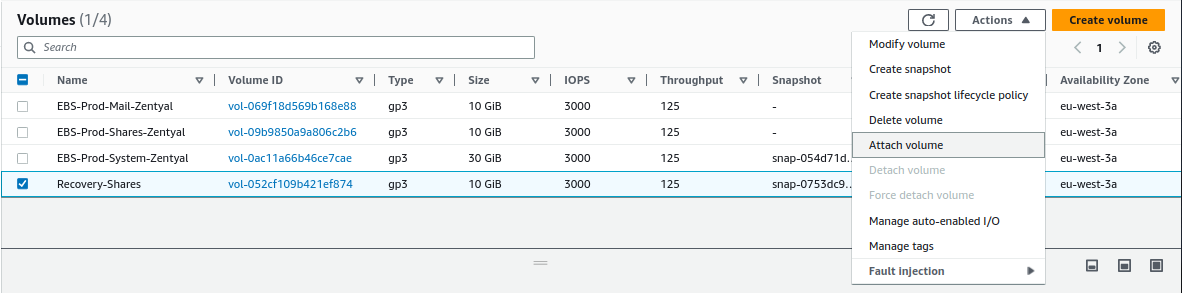 Volumes (1/4)
Actions
Create volume
Search
1
Name Volume ID Type Size IOPS Throughput Snapshot Availability Zone
EBS-Prod-Mail-Zentyal vol-069f18d569b168e88 gp3 10 GiB 3000 125 - eu-west-3a
EBS-Prod-Shares-Zentyal vol-09b9850a9a806c2b6 gp3 10 GiB 3000 125 - eu-west-3a
EBS-Prod-System-Zentyal vol-0ac11a66b46ce7cae gp3 30 GiB 3000 125 snap-054d71d... eu-west-3a
Recovery-Shares vol-052cf109b421ef874 gp3 10 GiB 3000 125 snap-0753dc9... eu-west-3a
Modify volume
Create snapshot
Create snapshot lifecycle policy
Delete volume
Attach volume
Detach volume
Force detach volume
Manage auto-enabled I/O
Manage tags
Fault injection